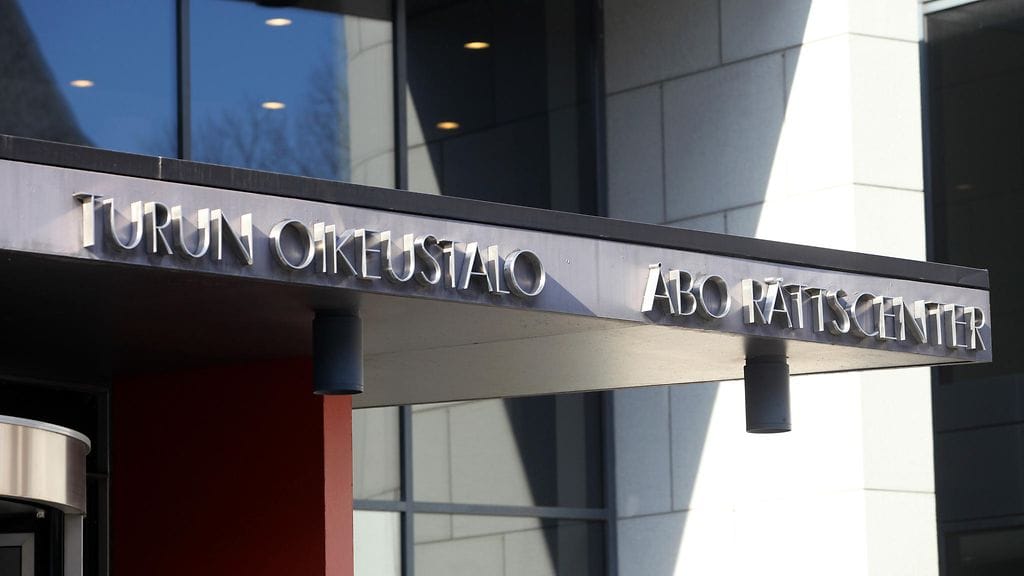 TURUN OIKEUSTALO
ÅBO RÄTTSCENTER